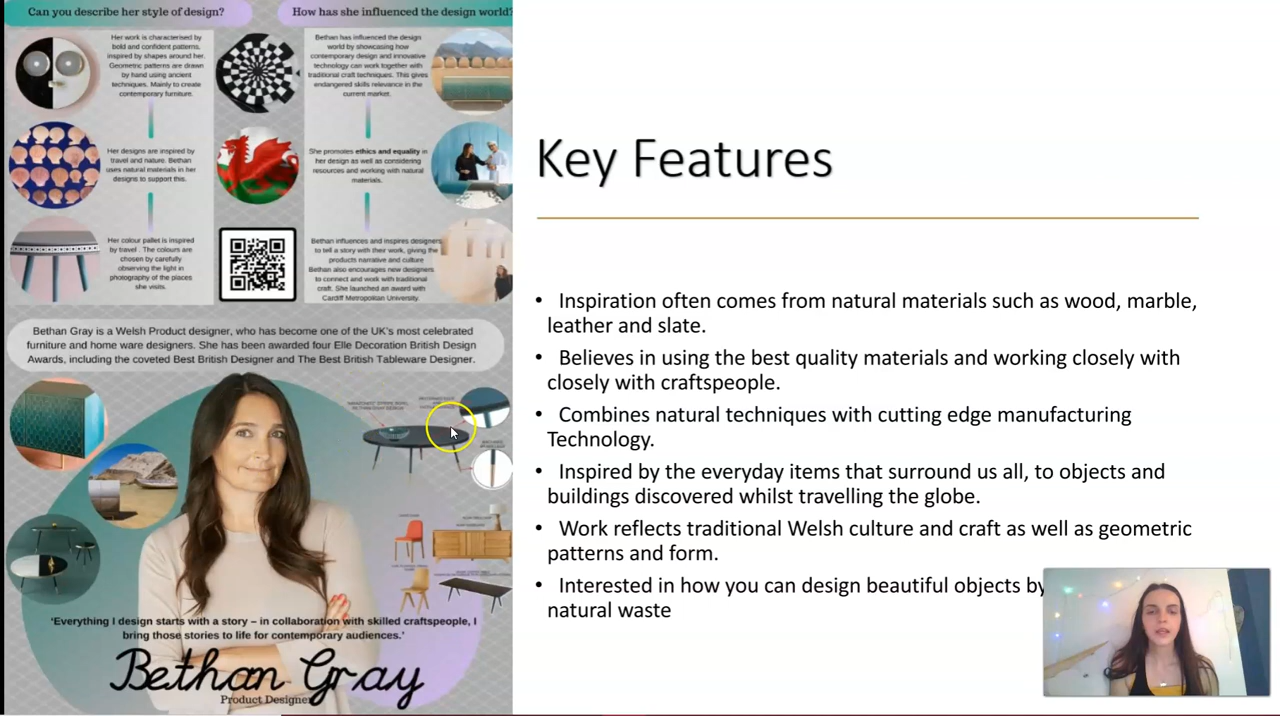 Can you describe her style of design?
How has she influenced the design world?
Her work is characterised by
bold and confident patterns,
inspired by shapes around her.
Geometric patterns are drawn
by hand using ancient
techniques. Mainly to create
contemporary furniture.
Bethan has influenced the design
world by showcasing how
contemporary design and innovative
technology can work together with
traditional craft techniques. This gives
endangered skills relevance in the
current market.
Her designs are inspired by
travel and nature. Bethan
uses natural materials in her
designs to support this.
She promotes ethics and equality in
her design as well as considering
resources and working with natural
materials.
Her colour pallet is inspired
by travel . The colours are
chosen by carefully
observing the light in
photography of the places
she visits.
Bethan influences and inspires designers
to tell a story with their work, giving the
products narrative and culture
Bethan also encourages new designers
to connect and work with traditional
craft. She launched an award with
Cardiff Metropolitan University.
Bethan Gray is a Welsh Product designer, who has become one of the UK's most celebrated
furniture and home ware designers. She has been awarded four Elle Decoration British Design
Awards, including the coveted Best British Designer and The Best British Tableware Designer.
'Everything I design starts with a story – in collaboration with skilled craftspeople, I
bring those stories to life for contemporary audiences.'
Bethan Gray
Product Designer
Key Features
• Inspiration often comes from natural materials such as wood, marble,
leather and slate.
• Believes in using the best quality materials and working closely with
closely with craftspeople.
• Combines natural techniques with cutting edge manufacturing
Technology.
• Inspired by the everyday items that surround us all, to objects and
buildings discovered whilst travelling the globe.
• Work reflects traditional Welsh culture and craft as well as geometric
patterns and form.
• Interested in how you can design beautiful objects by
natural waste